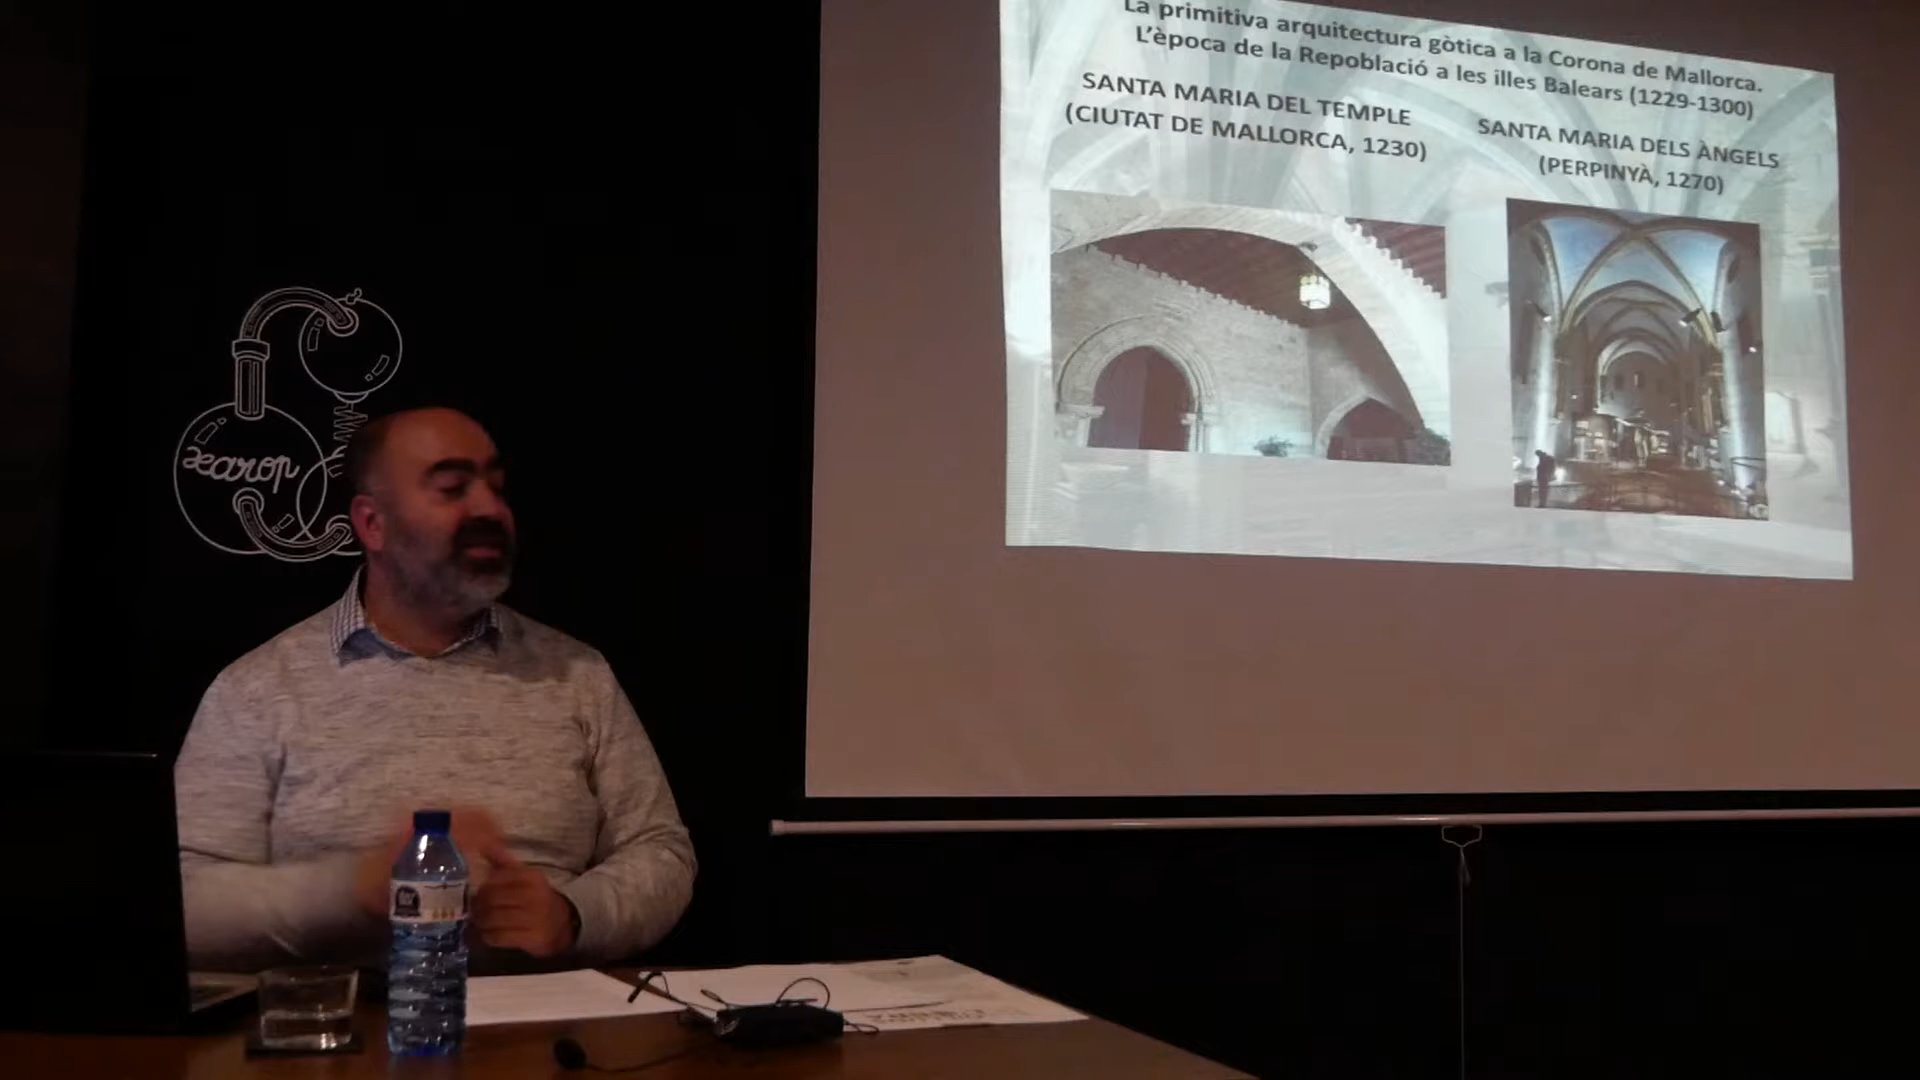 La primitiva arquitectura gòtica a la Corona de Mallorca.
L'època de la Repoblació a les illes Balears (1229-1300)
SANTA MARIA DEL TEMPLE
(CIUTAT DE MALLORCA, 1230)
SANTA MARIA DELS ÀNGELS
(PERPINYÀ, 1270)
xarop